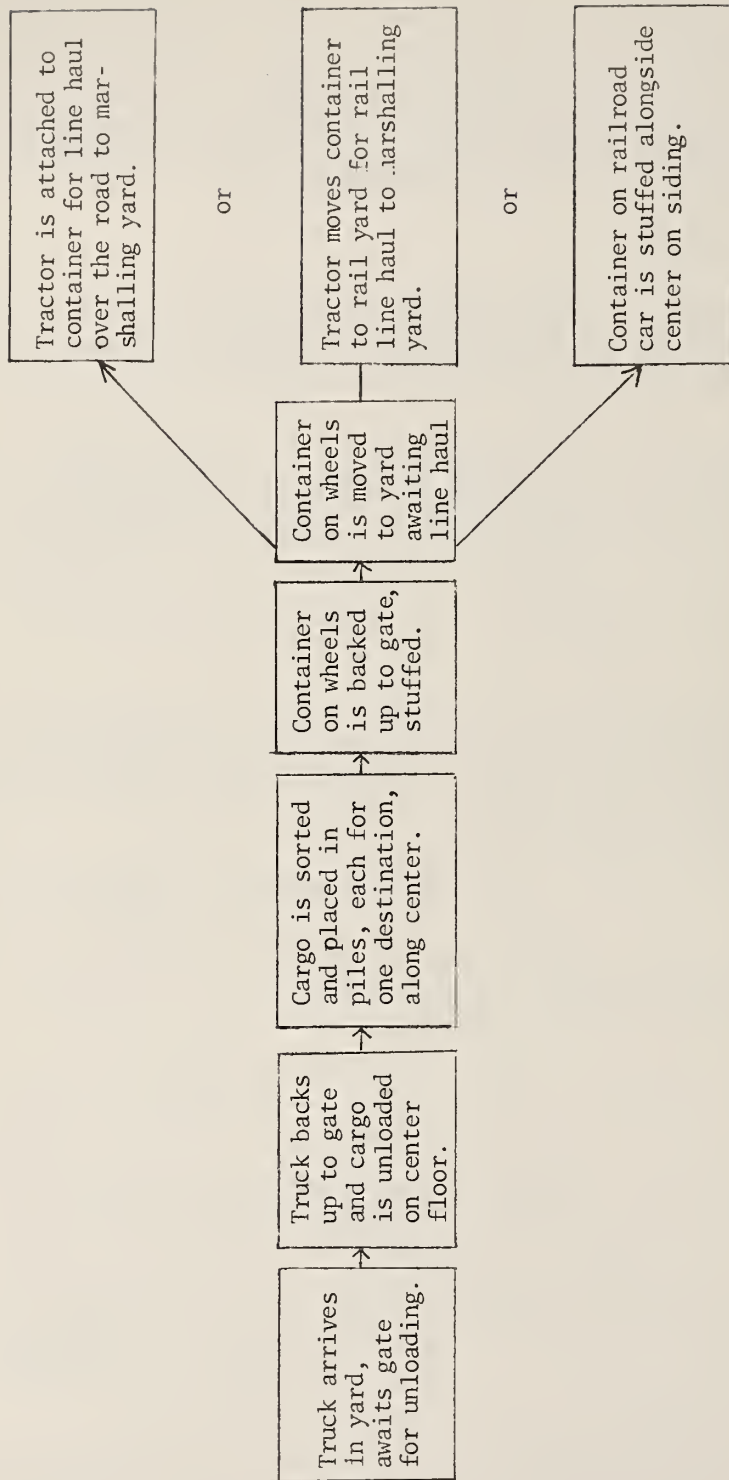 Truck arrives
in yard,
awaits gate
for unloading.
Truck backs
up to gate
and cargo
is unloaded
on center
floor.
Cargo is sorted
and placed in
piles, each for
one destination,
along center.
Container
on wheels
is backed
up to gate,
stuffed.
Container
on wheels
is moved
to yard
awaiting
line haul
Tractor is attached to
container for line haul
over the road to mar-
shalling yard.
or
Tractor moves container
to rail yard for rail
line haul to marshalling
yard.
or
Container on railroad
car is stuffed alongside
center on siding.